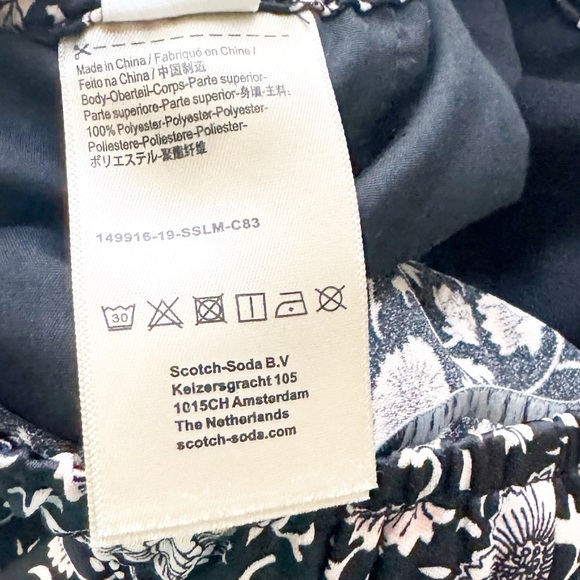 Made in China / Fabriqué en Chine /
Feito na China / 中国制造
Body-Oberteil-Corps-Parte superior-
Parte superiore-Parte superior-身頃-主料:
100% Polyester-Polyester-Polyester-
Poliestere-Poliestere-Poliester-
ポリエステル-聚酯纤维
149916-19-SSLM-C83
30
Scotch-Soda B.V
Keizersgracht 105
1015CH Amsterdam
The Netherlands
scotch-soda.com